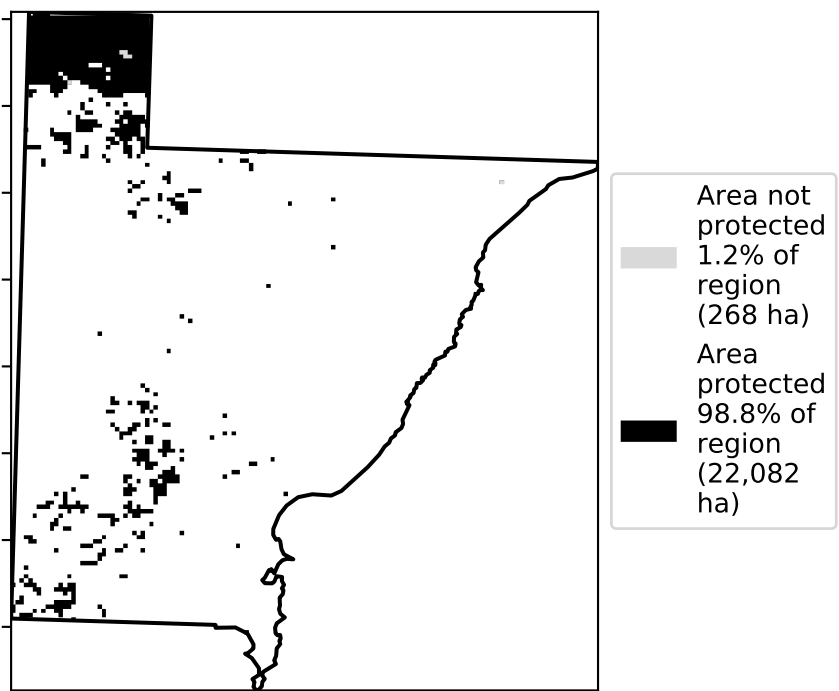 Area not
protected
1.2% of
region
(268 ha)
Area
protected
98.8% of
region
(22,082
ha)